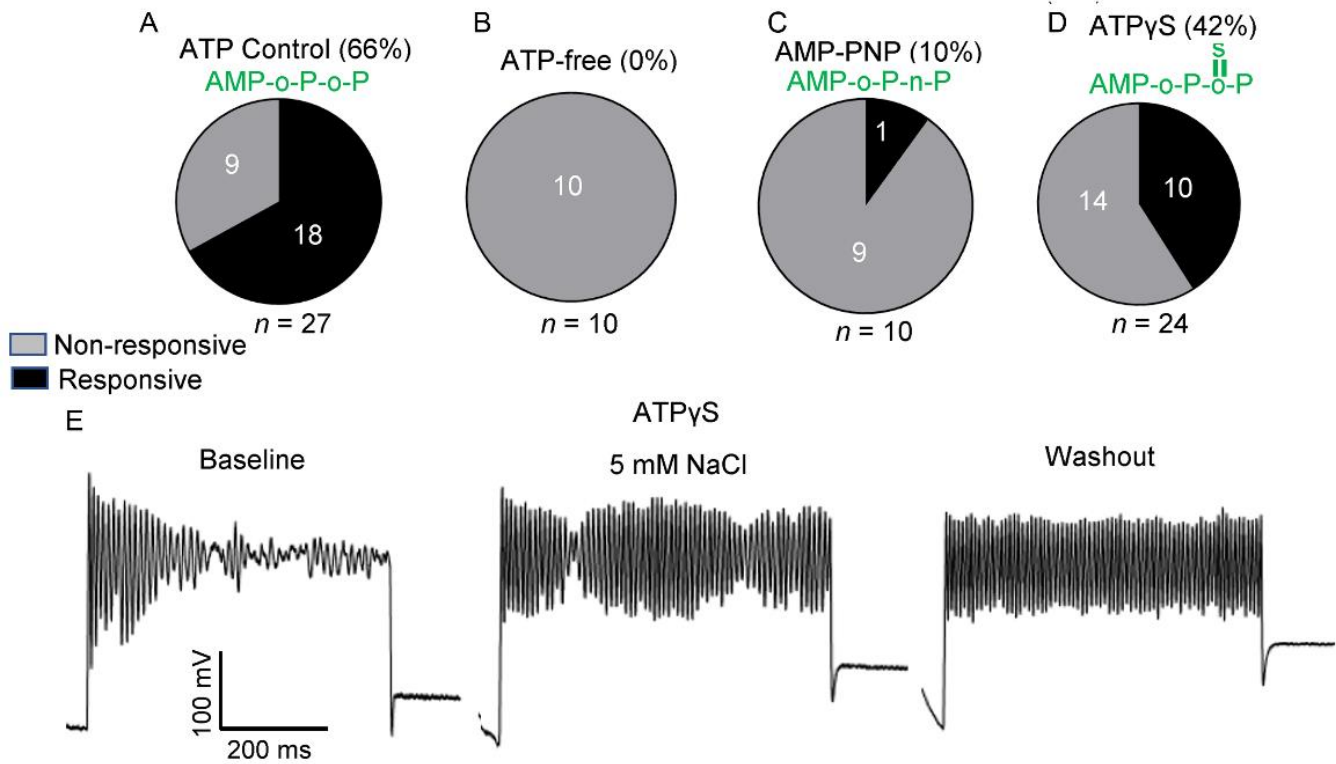 A
ATP Control (66%)
AMP-o-P-o-P
9
18
n = 27
B
ATP-free (0%)
10
n = 10
C
AMP-PNP (10%)
AMP-o-P-n-P
1
9
n = 10
D
ATPγS (42%)
S
AMP-o-P-o-P
14
10
n = 24
Non-responsive
Responsive
E
ATPγS
Baseline
5 mM NaCl
Washout
100 mV
200 ms